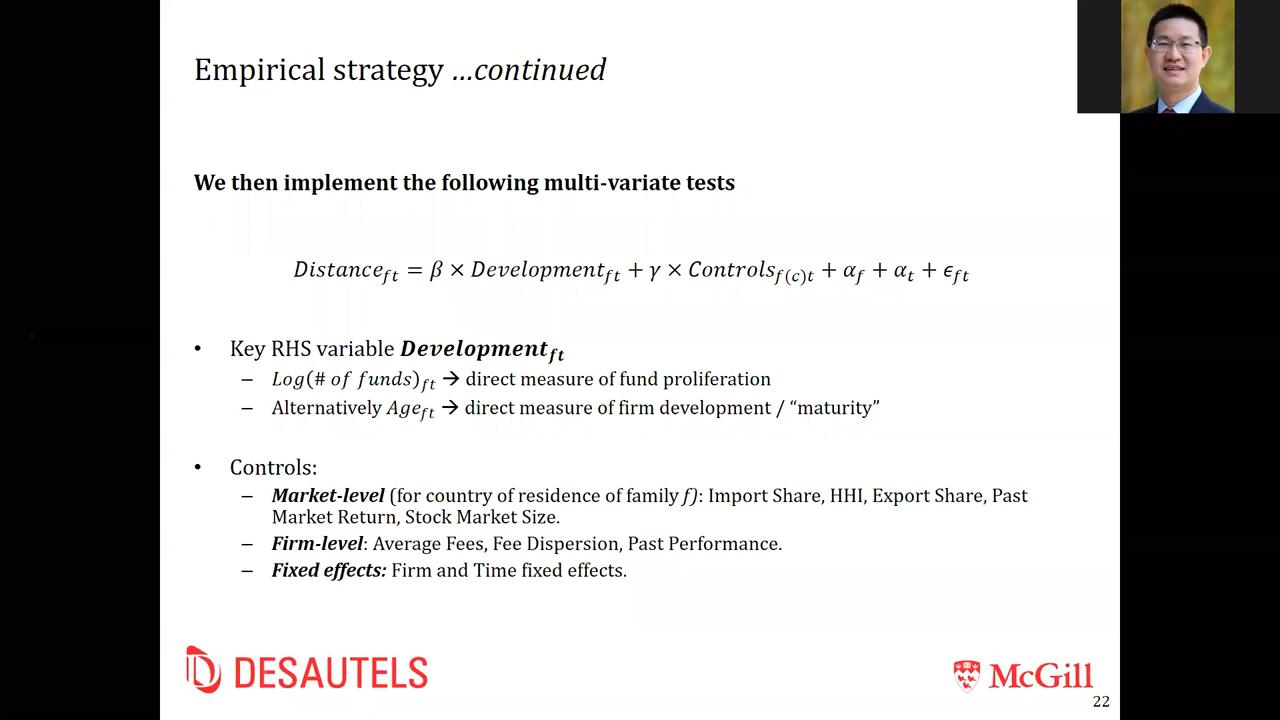 Empirical strategy …continued
We then implement the following multi-variate tests
Distance_ft = β × Development_ft + γ × Controls_f(c)t + α_f + α_t + ϵ_ft
• Key RHS variable Development_ft
– Log(# of funds)_ft → direct measure of fund proliferation
– Alternatively Age_ft → direct measure of firm development / “maturity”
• Controls:
– Market-level (for country of residence of family f): Import Share, HHI, Export Share, Past
Market Return, Stock Market Size.
– Firm-level: Average Fees, Fee Dispersion, Past Performance.
– Fixed effects: Firm and Time fixed effects.
DESAUTELS
McGill
22